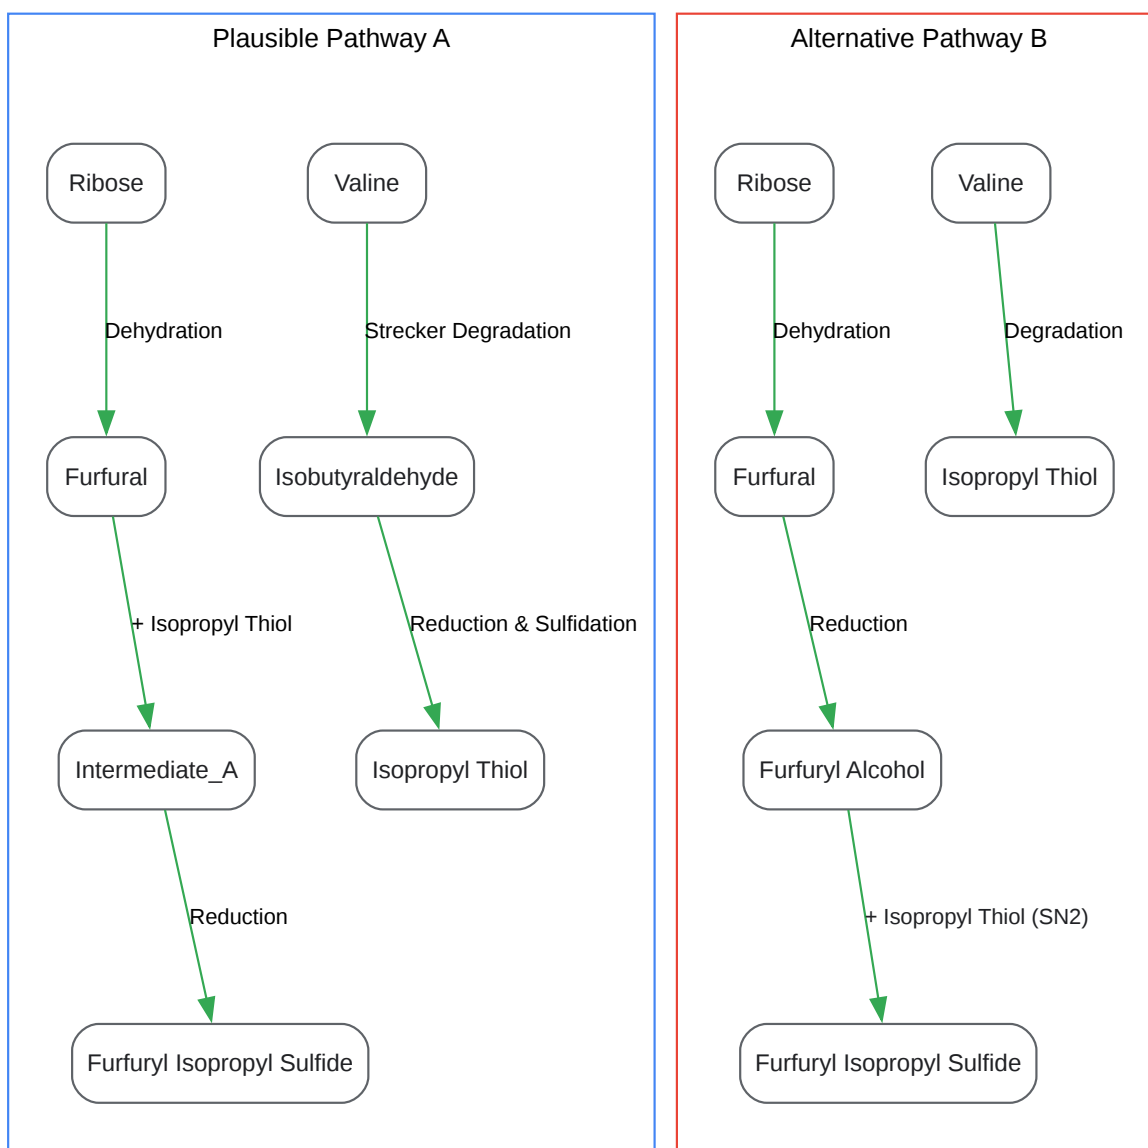 Plausible Pathway A
Ribose
Valine
Dehydration
Strecker Degradation
Furfural
Isobutyraldehyde
+ Isopropyl Thiol
Reduction & Sulfidation
Intermediate_A
Isopropyl Thiol
Reduction
Furfuryl Isopropyl Sulfide
Alternative Pathway B
Ribose
Valine
Dehydration
Degradation
Furfural
Isopropyl Thiol
Reduction
Furfuryl Alcohol
+ Isopropyl Thiol (SN2)
Furfuryl Isopropyl Sulfide